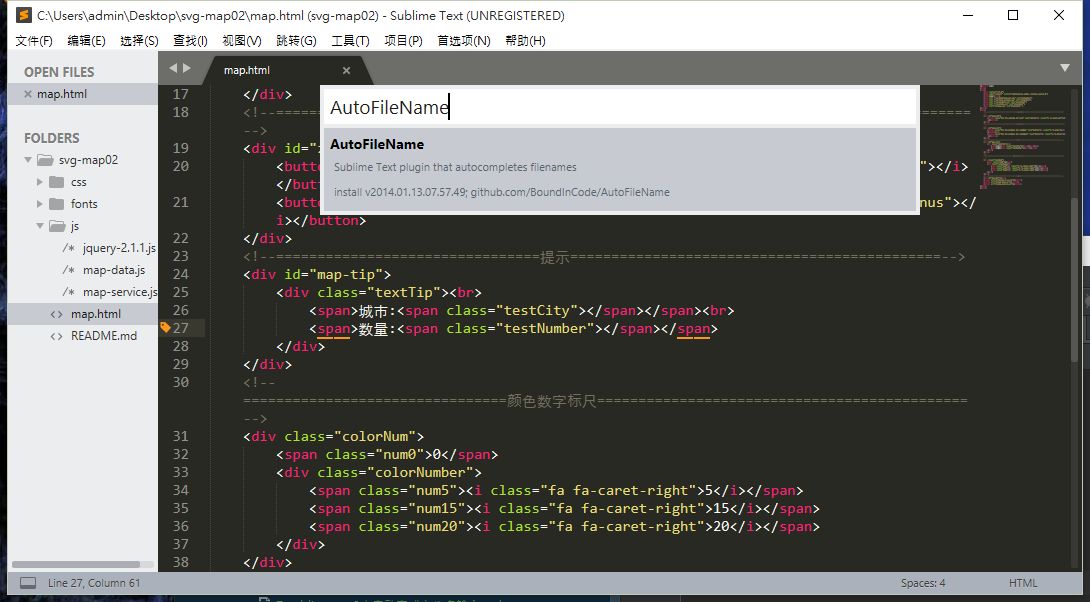 C:\Users\admin\Desktop\svg-map02\map.html (svg-map02) - Sublime Text (UNREGISTERED)
文件(F) 编辑(E) 选择(S) 查找(I) 视图(V) 跳转(G) 工具(T) 项目(P) 首选项(N) 帮助(H)
OPEN FILES
map.html
FOLDERS
svg-map02
css
fonts
js
/* jquery-2.1.1.js
/* map-data.js
/* map-service.js
<> map.html
<> README.md
map.html
AutoFileName
AutoFileName
Sublime Text plugin that autocompletes filenames
install v2014.01.13.07.57.49; github.com/BoundInCode/AutoFileName
17 </div>
18 <!--==
-->
19 <div id="
20 <button "></i>
</but
21 <butt nus"></
i></button>
22 </div>
23 <!--================================提示=============================================-->
24 <div id="map-tip">
25 <div class="textTip"><br>
26 <span>城市:<span class="testCity"></span></span><br>
27 <span>数量:<span class="testNumber"></span></span>
28 </div>
29 </div>
30 <!--
================================颜色数字标尺=============================================
-->
31 <div class="colorNum">
32 <span class="num0">0</span>
33 <div class="colorNumber">
34 <span class="num5"><i class="fa fa-caret-right">5</i></span>
35 <span class="num15"><i class="fa fa-caret-right">15</i></span>
36 <span class="num20"><i class="fa fa-caret-right">20</i></span>
37 </div>
38 </div>
Line 27, Column 61 Spaces: 4 HTML